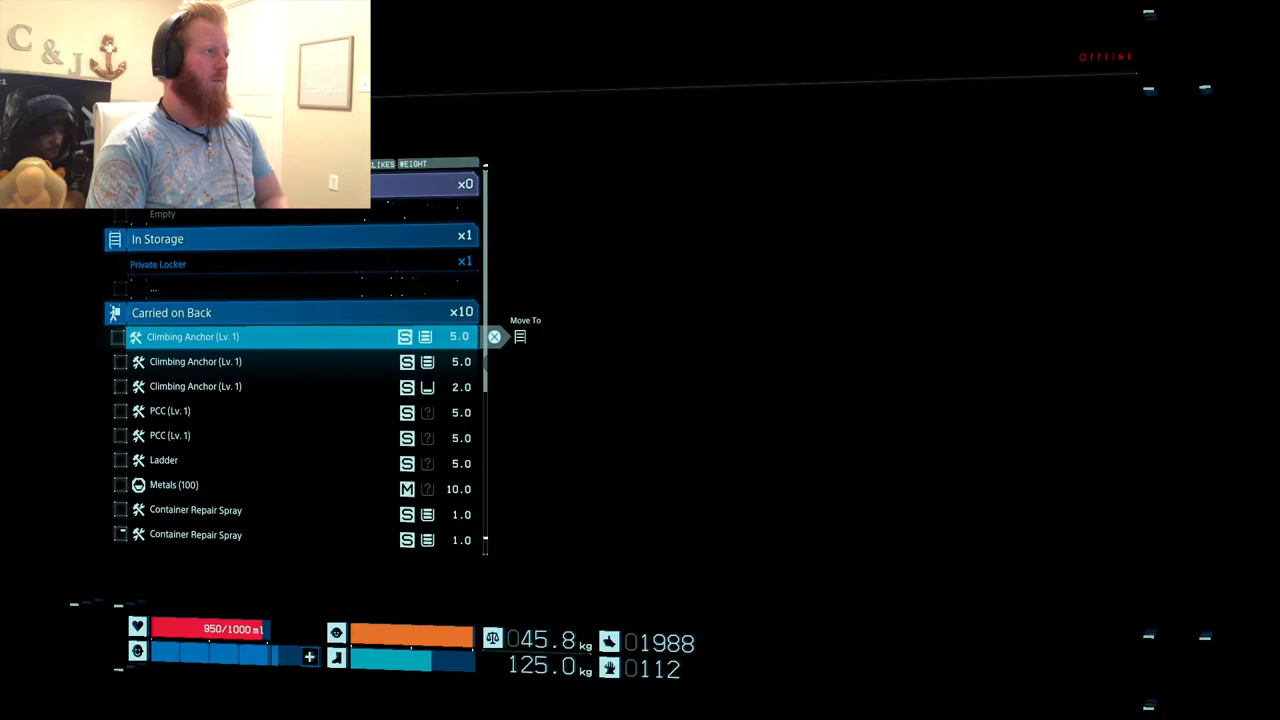 C & J
OFFLINE
LIKES WEIGHT
x0
Empty
In Storage x1
Private Locker x1
...
Carried on Back x10
Climbing Anchor (Lv. 1) S 5.0
Move To
Climbing Anchor (Lv. 1) S 5.0
Climbing Anchor (Lv. 1) S 2.0
PCC (Lv. 1) S ? 5.0
PCC (Lv. 1) S ? 5.0
Ladder S ? 5.0
Metals (100) M ? 10.0
Container Repair Spray S 1.0
Container Repair Spray S 1.0
950/1000 ml
045.8 kg 01988
125.0 kg 0112